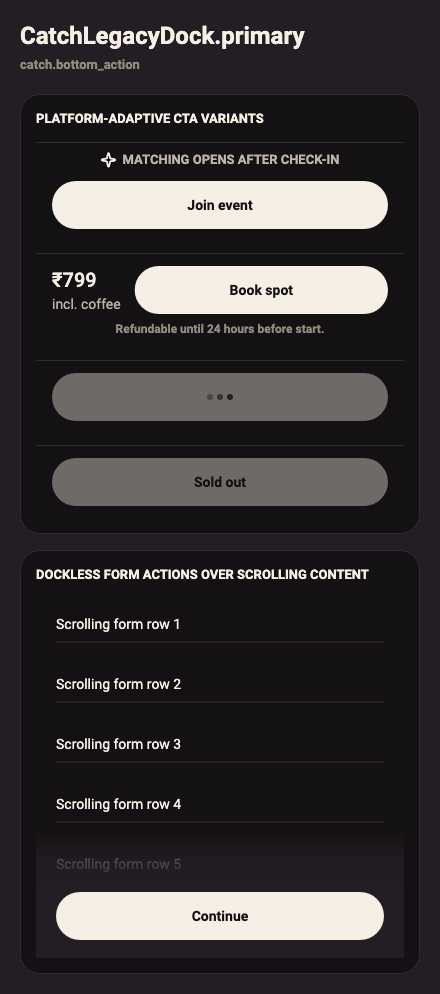 CatchLegacyDock.primary
catch.bottom_action
PLATFORM-ADAPTIVE CTA VARIANTS
MATCHING OPENS AFTER CHECK-IN
Join event
₹799
incl. coffee
Book spot
Refundable until 24 hours before start.
Sold out
DOCKLESS FORM ACTIONS OVER SCROLLING CONTENT
Scrolling form row 1
Scrolling form row 2
Scrolling form row 3
Scrolling form row 4
Scrolling form row 5
Continue